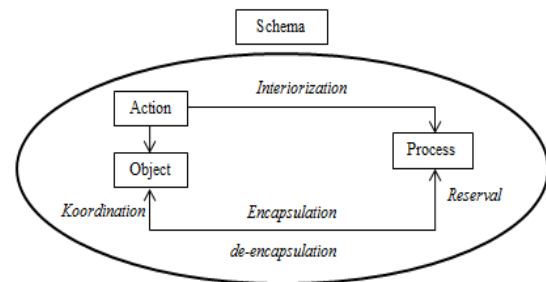 Schema
Interiorization
Action
Process
Object
Koordination
Encapsulation
Reserval
de-encapsulation